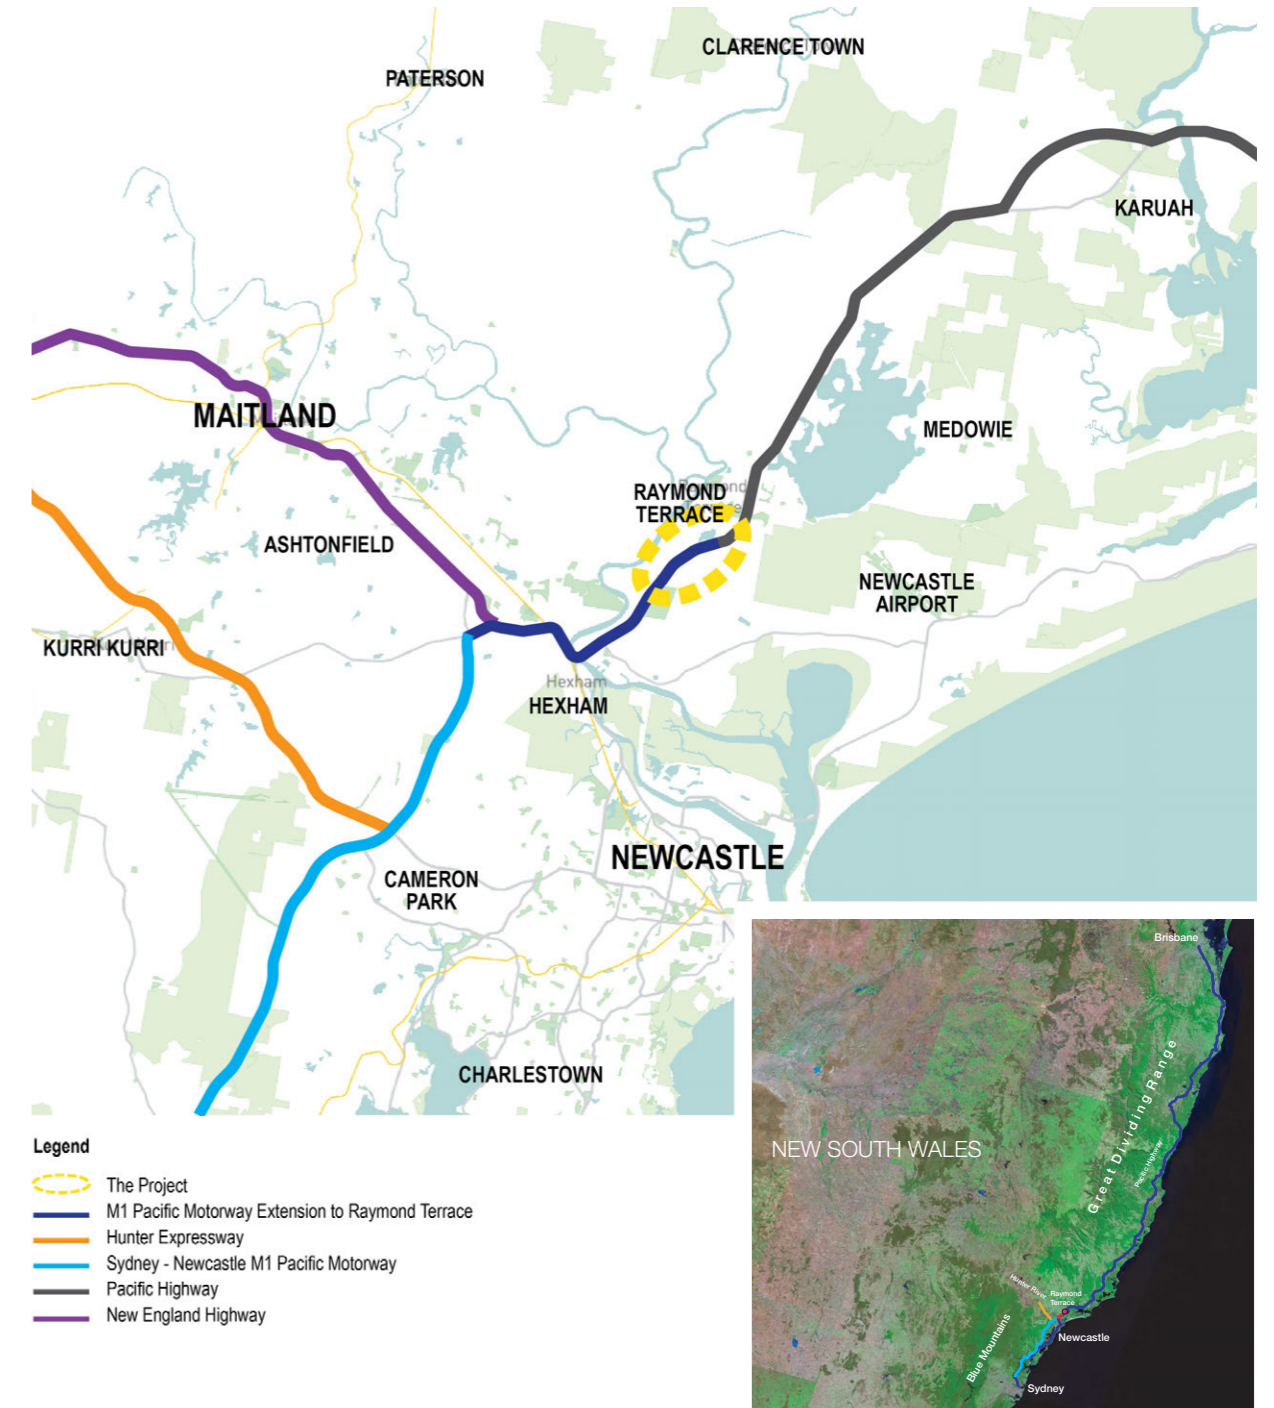 CLARENCE TOWN
PATERSON
KARUAH
MAITLAND
MEDOWIE
RAYMOND
TERRACE
ASHTONFIELD
NEWCASTLE
AIRPORT
KURRI KURRI
Hexham
HEXHAM
NEWCASTLE
CAMERON
PARK
CHARLESTOWN
Legend
The Project
M1 Pacific Motorway Extension to Raymond Terrace
Hunter Expressway
Sydney - Newcastle M1 Pacific Motorway
Pacific Highway
New England Highway
Brisbane
Great Dividing Range
Pacific Highway
NEW SOUTH WALES
Hunter River
Raymond
Terrace
Newcastle
Blue Mountains
Sydney